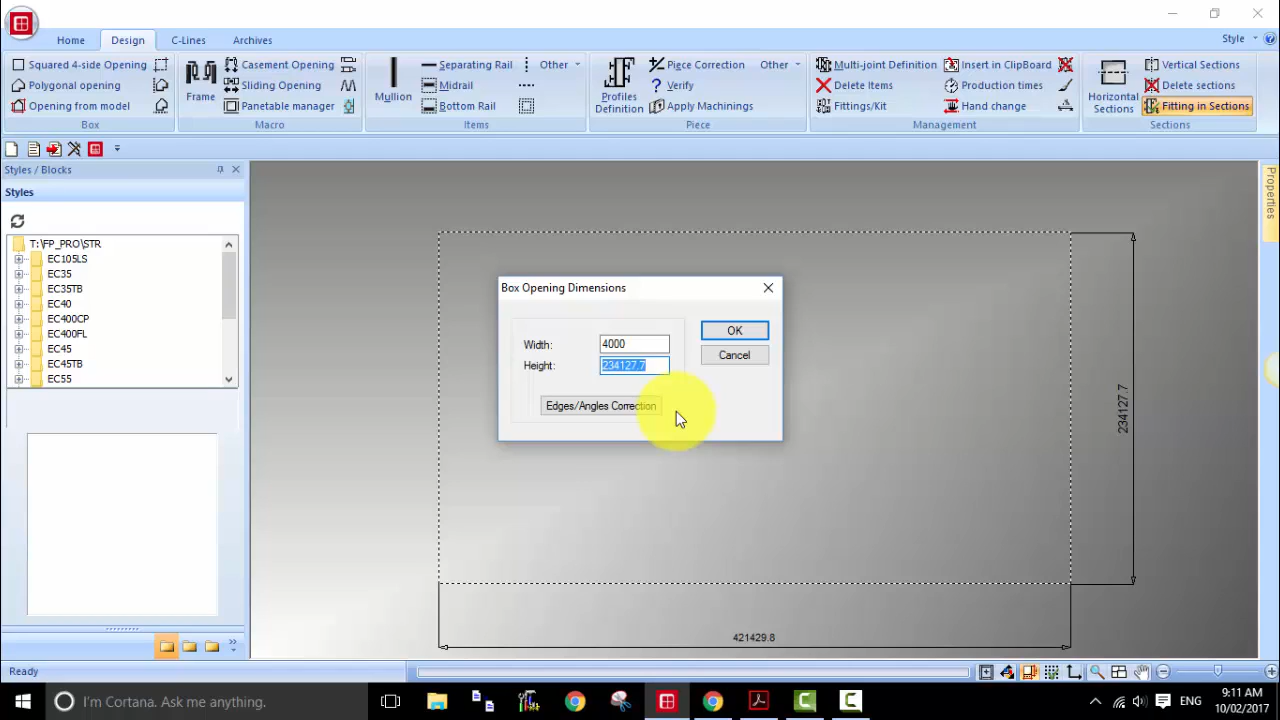 Home Design C-Lines Archives Style
Squared 4-side Opening
Polygonal opening
Opening from model
Box
Frame
Casement Opening
Sliding Opening
Panetable manager
Macro
Mullion
Separating Rail
Midrail
Bottom Rail
Other
Items
Profiles
Definition
Piece Correction
Verify
Apply Machinings
Other
Piece
Multi-joint Definition
Delete Items
Fittings/Kit
Insert in ClipBoard
Production times
Hand change
Management
Horizontal
Sections
Vertical Sections
Delete sections
Fitting in Sections
Sections
Styles / Blocks
Styles
T:\FP_PRO\STR
EC105LS
EC35
EC35TB
EC40
EC400CP
EC400FL
EC45
EC45TB
EC55
Properties
Box Opening Dimensions
Width: 4000
Height: 234127.7
OK
Cancel
Edges/Angles Correction
234127.7
421429.8
Ready
I'm Cortana. Ask me anything.
ENG
9:11 AM
10/02/2017